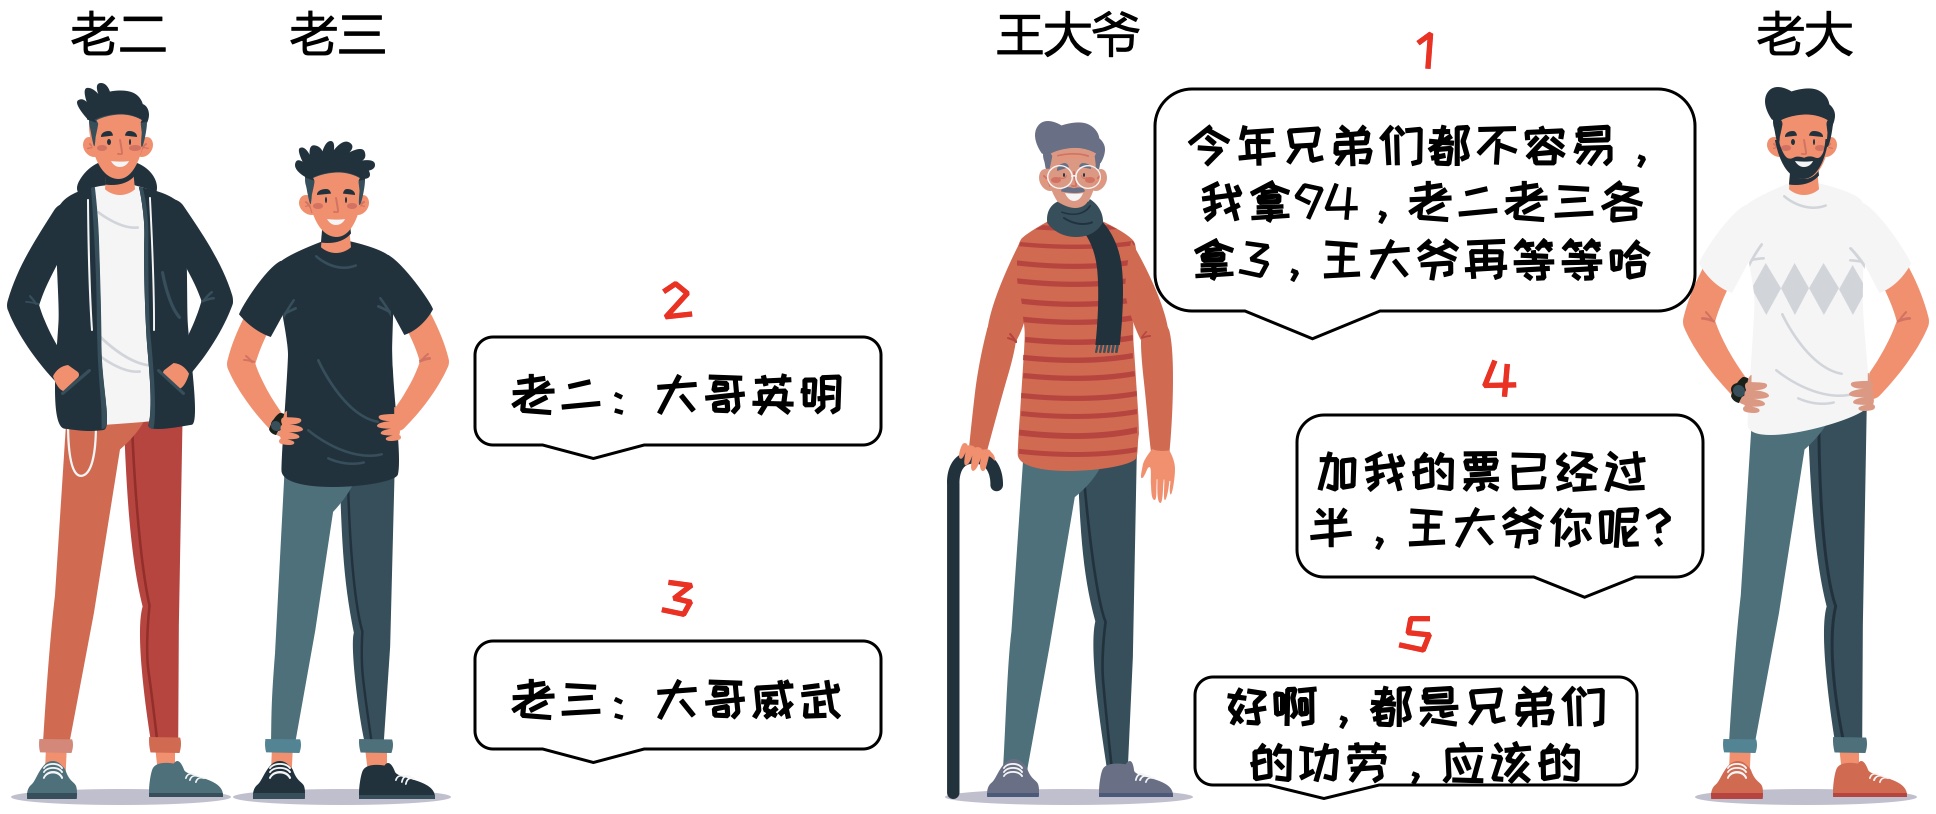 老二
老三
王大爷
老大
1
今年兄弟们都不容易，
我拿94，老二老三各
拿3，王大爷再等等哈
2
老二：大哥英明
3
老三：大哥威武
4
加我的票已经过
半，王大爷你呢？
5
好啊，都是兄弟们
的功劳，应该的